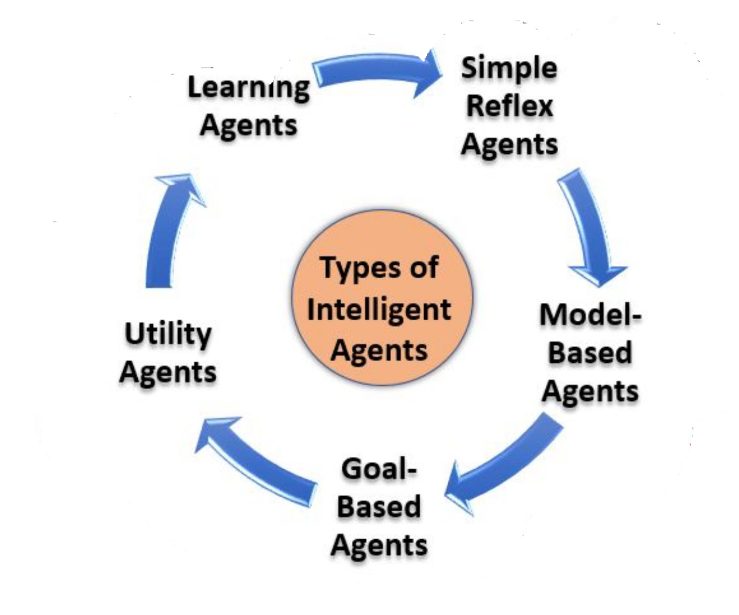 Types of
Intelligent
Agents
Simple
Reflex
Agents
Model-
Based
Agents
Goal-
Based
Agents
Utility
Agents
Learning
Agents